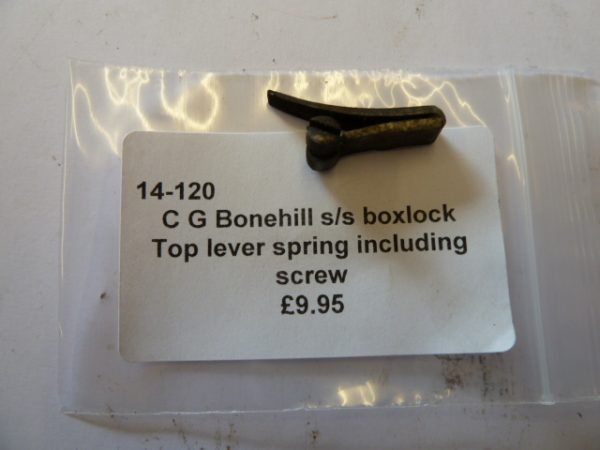 14-120
C G Bonehill s/s boxlock
Top lever spring including
screw
£9.95